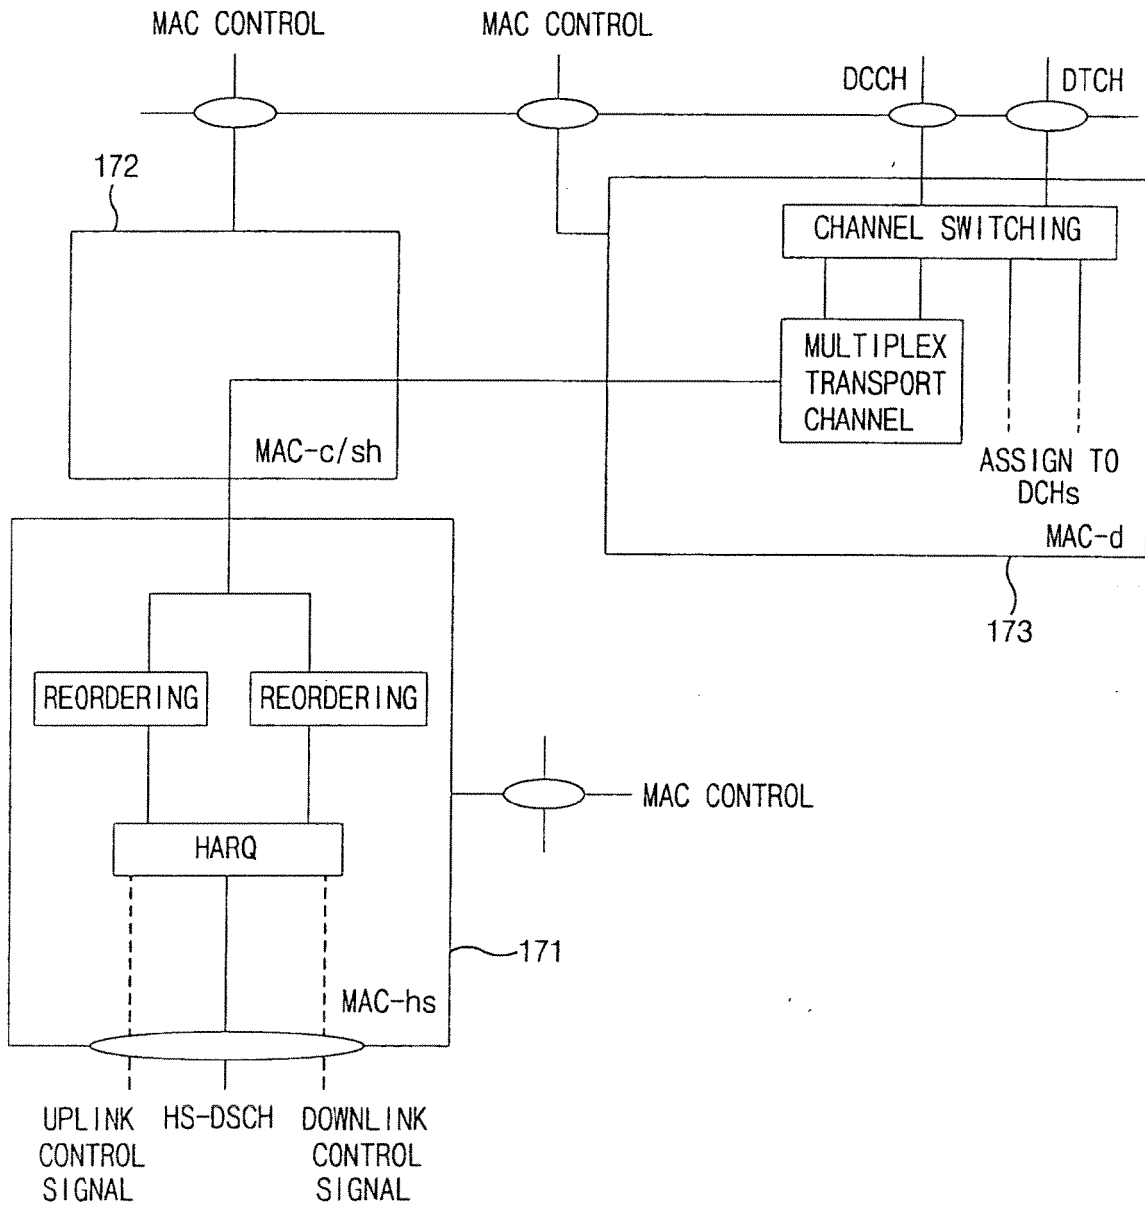 MAC CONTROL
MAC CONTROL
DCCH
DTCH
172
CHANNEL SWITCHING
MULTIPLEX
TRANSPORT
CHANNEL
MAC-c/sh
ASSIGN TO
DCHs
MAC-d
173
REORDERING
REORDERING
MAC CONTROL
HARQ
171
MAC-hs
UPLINK
CONTROL
SIGNAL
HS-DSCH
DOWNLINK
CONTROL
SIGNAL